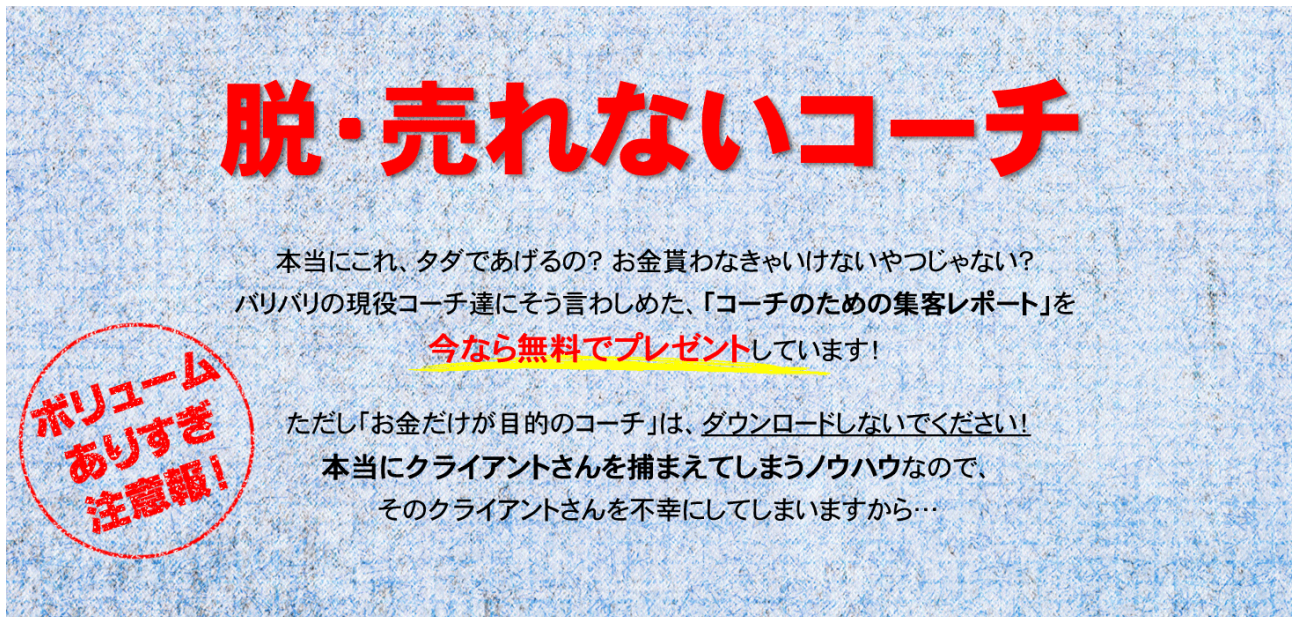 脱・売れないコーチ
本当にこれ、タダであげるの? お金貰わなきゃいけないやつじゃない?
バリバリの現役コーチ達にそう言わしめた、「コーチのための集客レポート」を
今なら無料でプレゼントしています!
ただし「お金だけが目的のコーチ」は、ダウンロードしないでください!
本当にクライアントさんを捕まえてしまうノウハウなので、
そのクライアントさんを不幸にしてしまいますから…
ボリューム
ありすぎ
注意報!